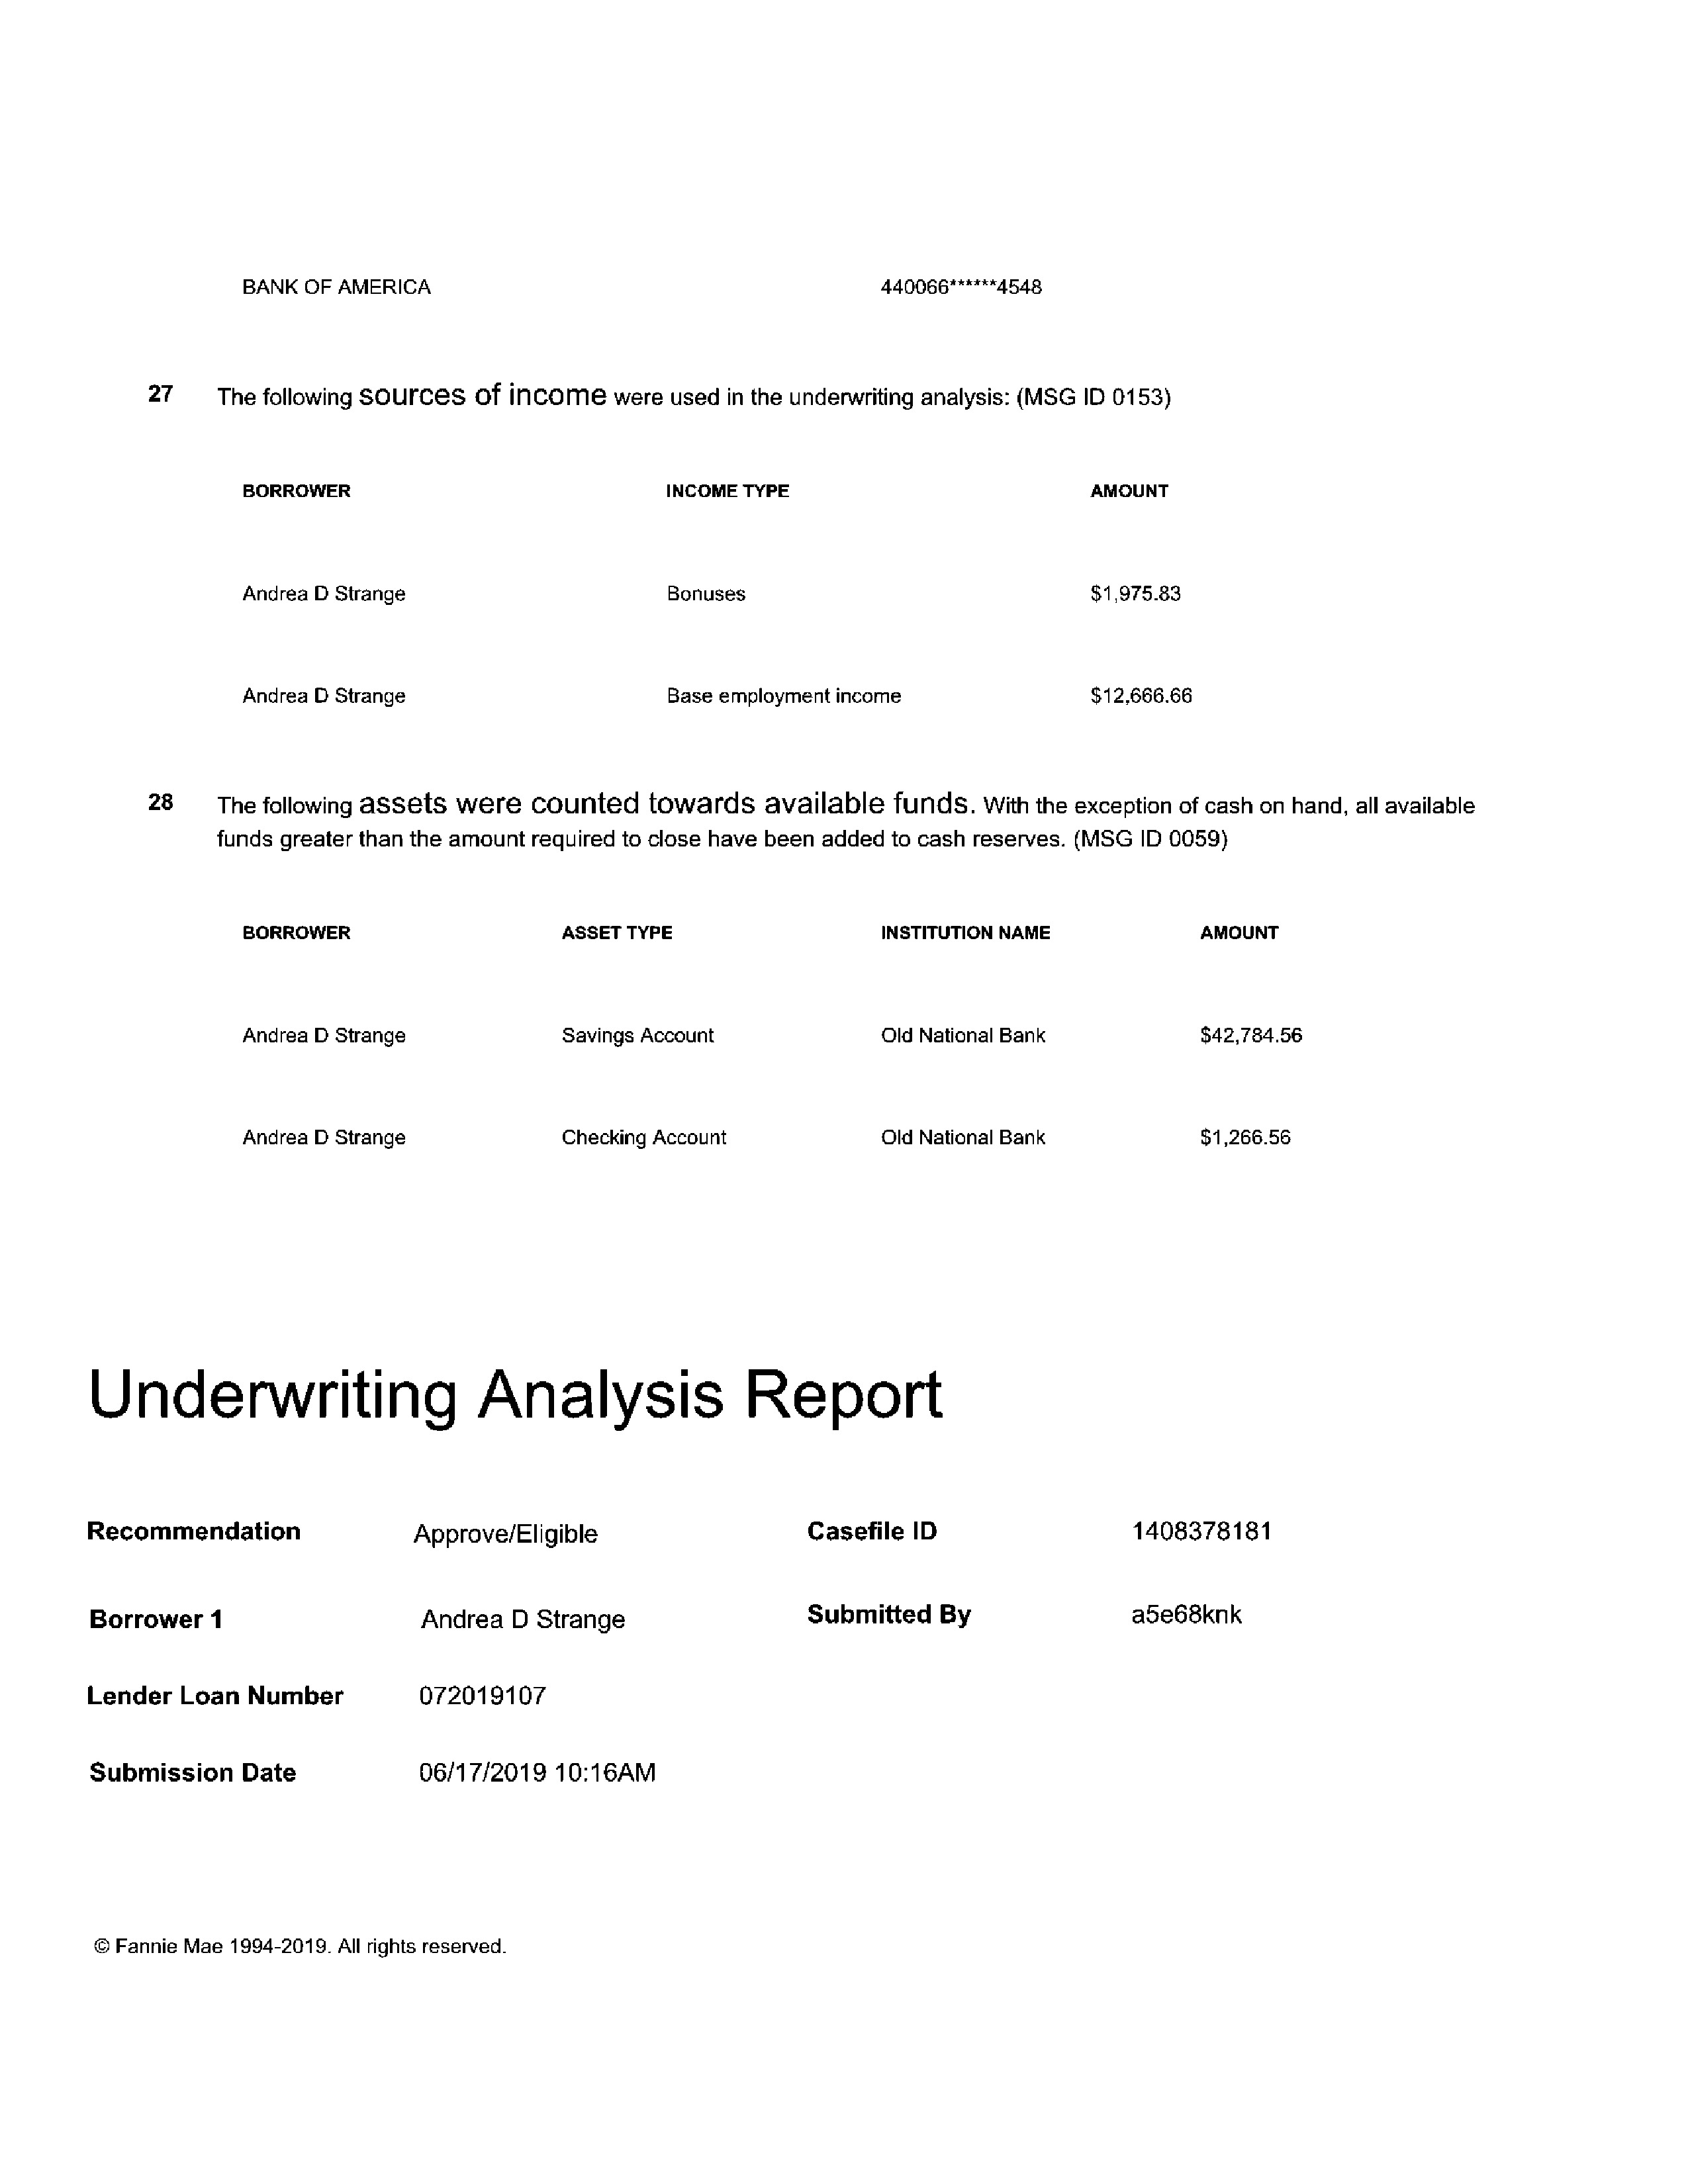 BANK OF AMERICA 440066******4548
27 The following sources of income were used in the underwriting analysis: (MSG ID 0153)
BORROWER INCOME TYPE AMOUNT
Andrea D Strange Bonuses $1,975.83
Andrea D Strange Base employment income $12,666.66
28 The following assets were counted towards available funds. With the exception of cash on hand, all available
funds greater than the amount required to close have been added to cash reserves. (MSG ID 0059)
BORROWER ASSET TYPE INSTITUTION NAME AMOUNT
Andrea D Strange Savings Account Old National Bank $42,784.56
Andrea D Strange Checking Account Old National Bank $1,266.56
Underwriting Analysis Report
Recommendation Approve/Eligible Casefile ID 1408378181
Borrower 1 Andrea D Strange Submitted By a5e68knk
Lender Loan Number 072019107
Submission Date 06/17/2019 10:16AM
© Fannie Mae 1994-2019. All rights reserved.